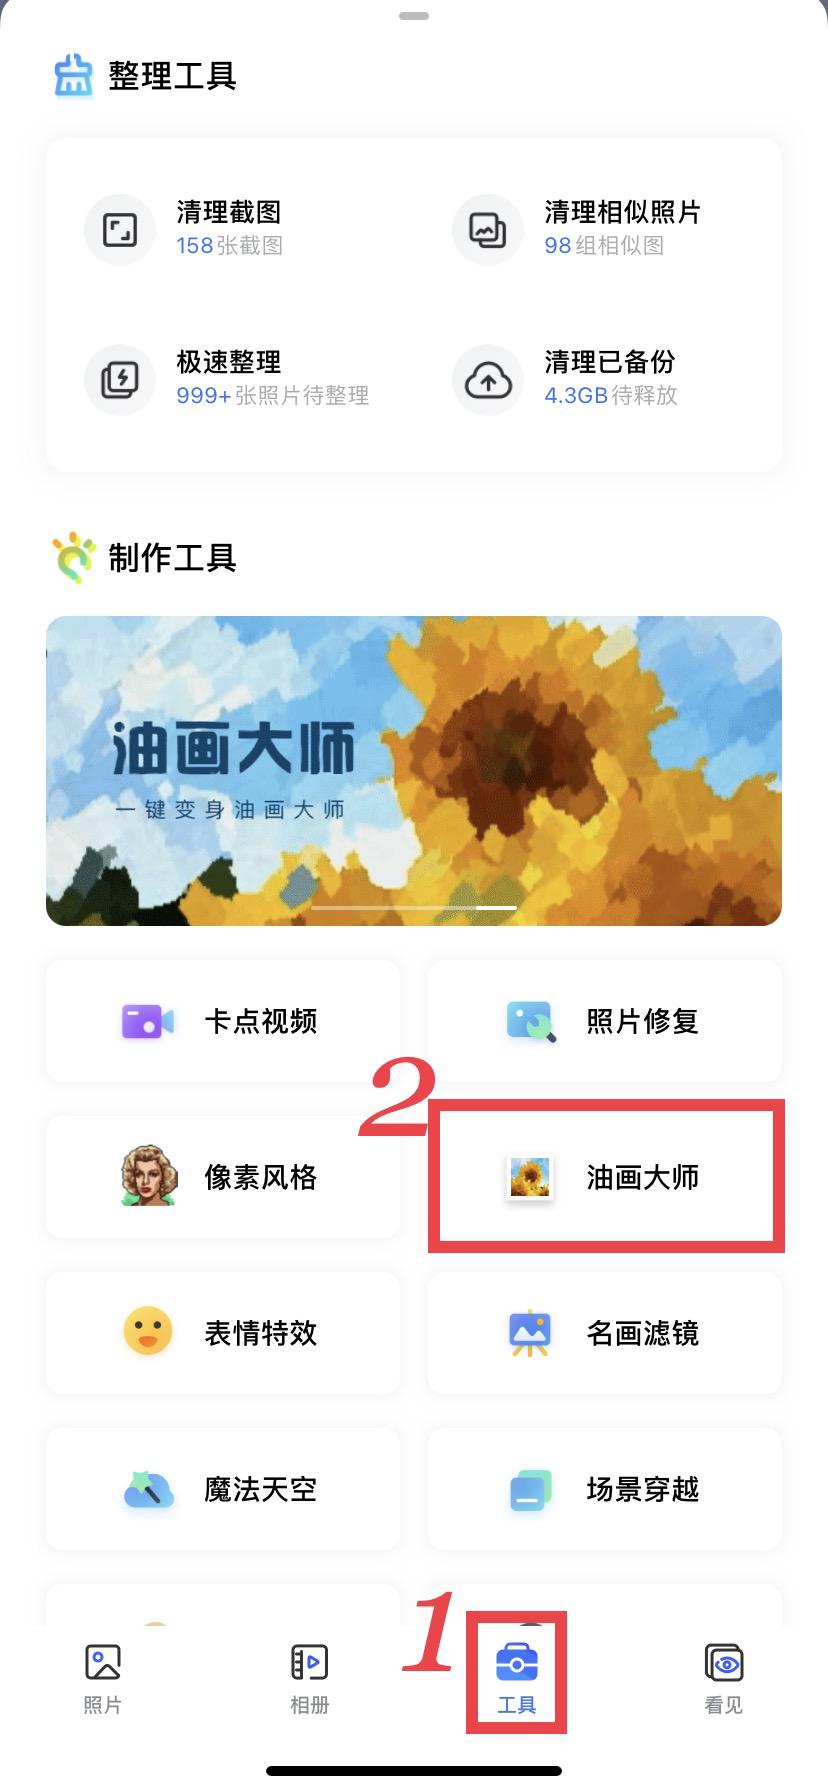 整理工具
清理截图
158张截图
清理相似照片
98组相似图
极速整理
999+张照片待整理
清理已备份
4.3GB待释放
制作工具
油画大师
一键变身油画大师
卡点视频
照片修复
2
像素风格
油画大师
表情特效
名画滤镜
魔法天空
场景穿越
1
照片
相册
工具
看见